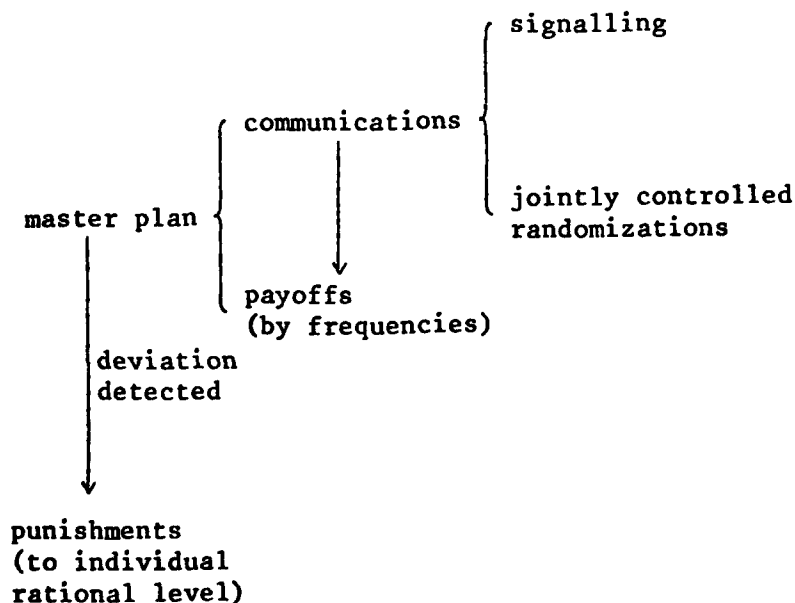 signalling
communications
jointly controlled
randomizations
master plan
payoffs
(by frequencies)
deviation
detected
punishments
(to individual
rational level)